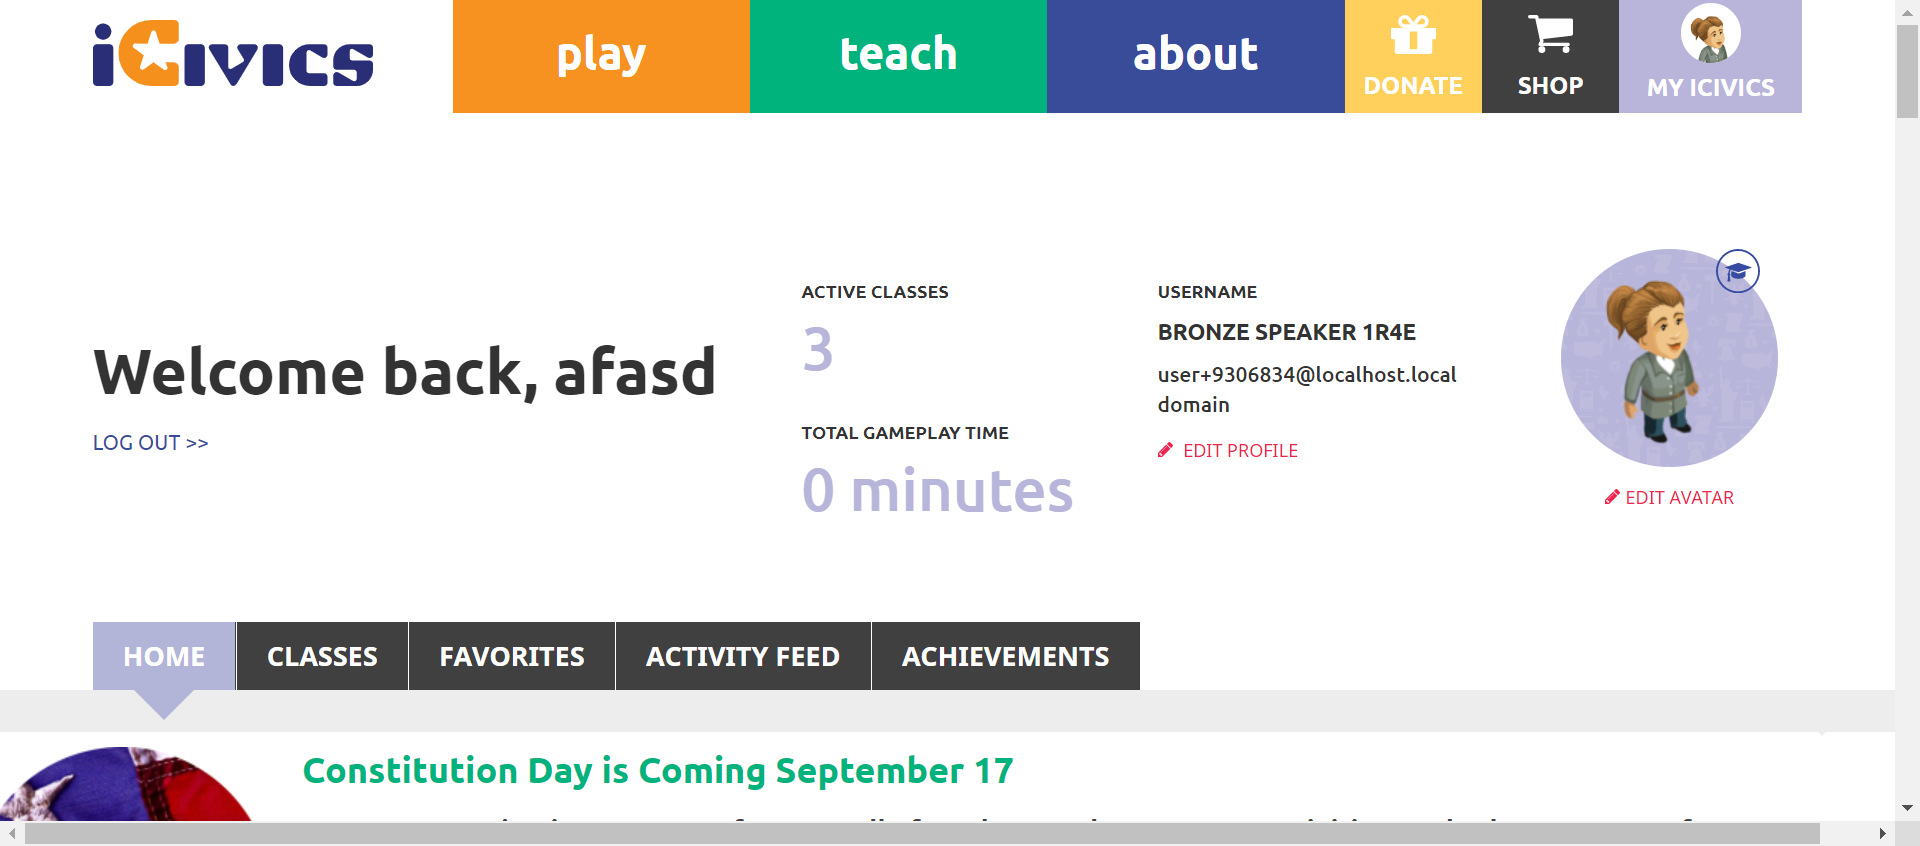 iCivics
play
teach
about
DONATE
SHOP
MY ICIVICS
Welcome back, afasd
LOG OUT >>
ACTIVE CLASSES
3
TOTAL GAMEPLAY TIME
0 minutes
USERNAME
BRONZE SPEAKER 1R4E
user+9306834@localhost.local
domain
EDIT PROFILE
EDIT AVATAR
HOME
CLASSES
FAVORITES
ACTIVITY FEED
ACHIEVEMENTS
Constitution Day is Coming September 17